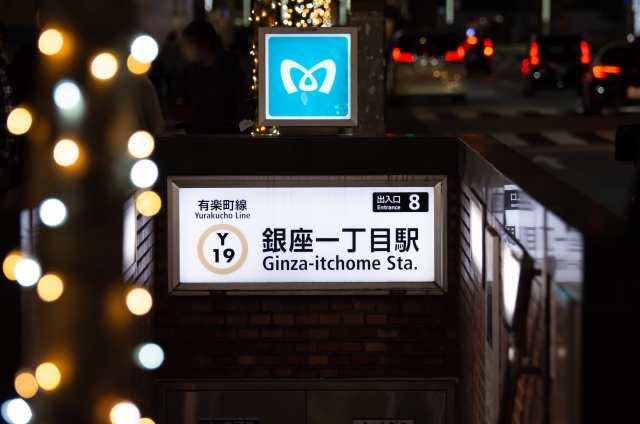 有楽町線
Yurakucho Line
出入口
Entrance
8
Y
19
銀座一丁目駅
Ginza-itchome Sta.